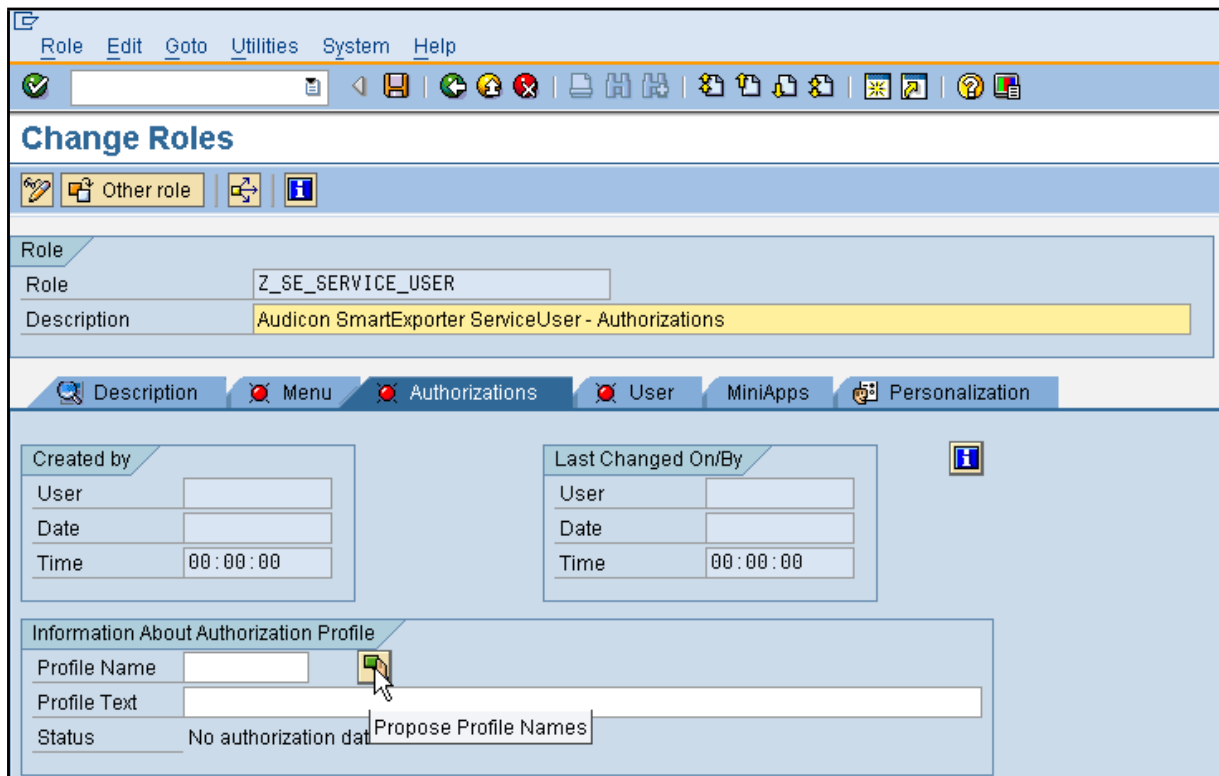 Role Edit Goto Utilities System Help
Change Roles
Other role
Role
Role Z_SE_SERVICE_USER
Description Audicon SmartExporter ServiceUser - Authorizations
Description Menu Authorizations User MiniApps Personalization
Created by Last Changed On/By
User User
Date Date
Time 00:00:00 Time 00:00:00
Information About Authorization Profile
Profile Name
Profile Text
Propose Profile Names
Status No authorization dat